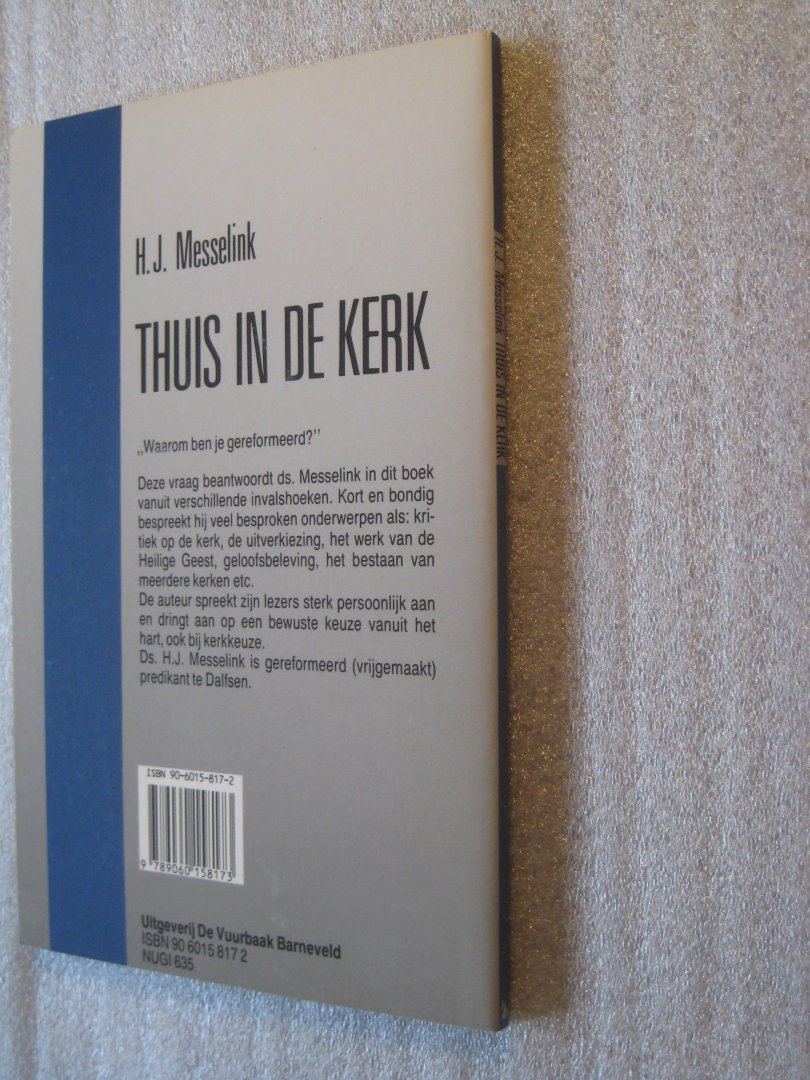 H.J. Messelink
THUIS IN DE KERK
„Waarom ben je gereformeerd?”
Deze vraag beantwoordt ds. Messelink in dit boek
vanuit verschillende invalshoeken. Kort en bondig
bespreekt hij veel besproken onderwerpen als: kri-
tiek op de kerk, de uitverkiezing, het werk van de
Heilige Geest, geloofsbeleving, het bestaan van
meerdere kerken etc.
De auteur spreekt zijn lezers sterk persoonlijk aan
en dringt aan op een bewuste keuze vanuit het
hart, ook bij kerkkeuze.
Ds. H.J. Messelink is gereformeerd (vrijgemaakt)
predikant te Dalfsen.
ISBN 90-6015-817-2
9 789060 158173
Uitgeverij De Vuurbaak Barneveld
ISBN 90 6015 817 2
NUGI 635
H.J. Messelink THUIS IN DE KERK